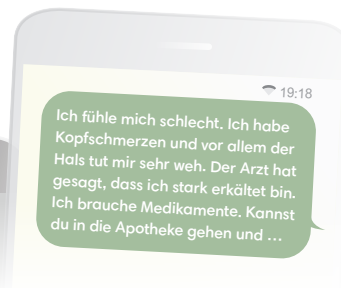 19:18
Ich fühle mich schlecht. Ich habe
Kopfschmerzen und vor allem der
Hals tut mir sehr weh. Der Arzt hat
gesagt, dass ich stark erkältet bin.
Ich brauche Medikamente. Kannst
du in die Apotheke gehen und ...